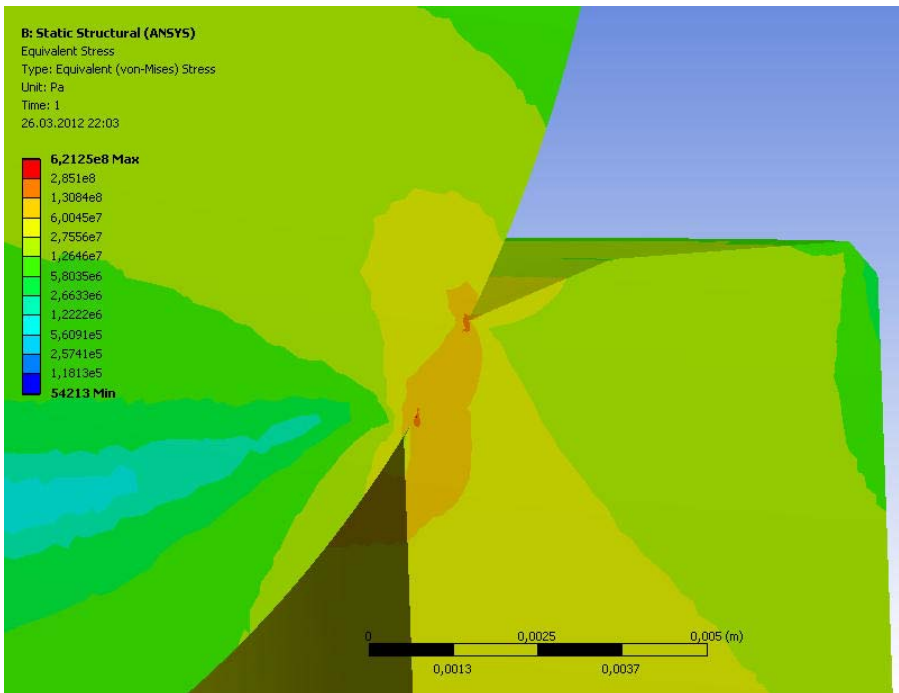 B: Static Structural (ANSYS)
Equivalent Stress
Type: Equivalent (von-Mises) Stress
Unit: Pa
Time: 1
26.03.2012 22:03
6,2125e8 Max
2,851e8
1,3084e8
6,0045e7
2,7556e7
1,2646e7
5,8035e6
2,6633e6
1,2222e6
5,6091e5
2,5741e5
1,1813e5
54213 Min
0 0,0025 0,005 (m)
0,0013 0,0037